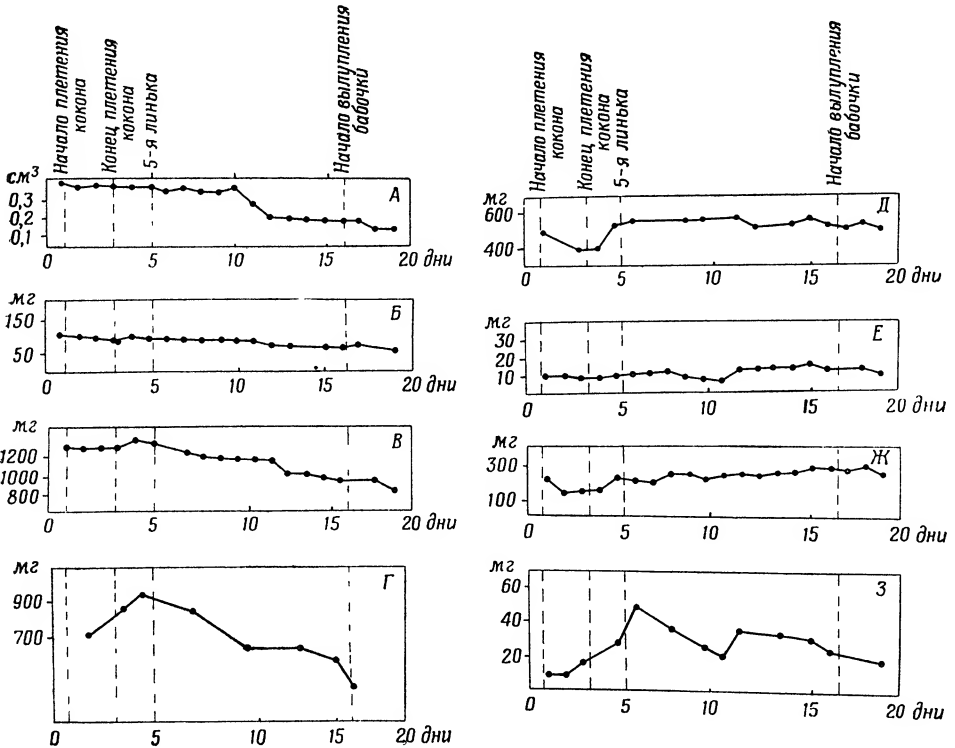 Начало плетения
кокона
Конец плетения
кокона
5-я линька
Начало вылупления
бабочки
см³
А
0,3
0,2
0,1
0 5 10 15 20 дни
мг
Б
150
50
0 5 10 15 20 дни
мг
В
1200
1000
800
0 5 10 15 20 дни
мг
Г
900
700
0 5 10 15 20 дни
Начало плетения
кокона
Конец плетения
кокона
5-я линька
Начало вылупления
бабочки
мг
Д
600
400
0 5 10 15 20 дни
мг
Е
30
20
10
0 5 10 15 20 дни
мг
Ж
300
100
0 5 10 15 20 дни
мг
З
60
40
20
0 5 10 15 20 дни